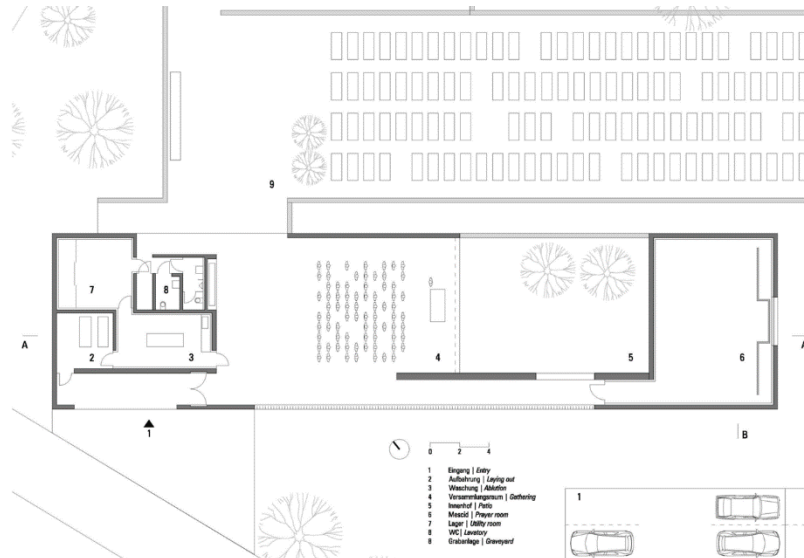 9
7
8
A
2
3
4
5
6
A
1
B
0 2 4
1 Eingang | Entry
2 Aufbahrung | Laying out
3 Waschung | Ablution
4 Versammlungsraum | Gathering
5 Innenhof | Patio
6 Mescid | Prayer room
7 Lager | Utility room
8 WC | Lavatory
8 Grabanlage | Graveyard
1